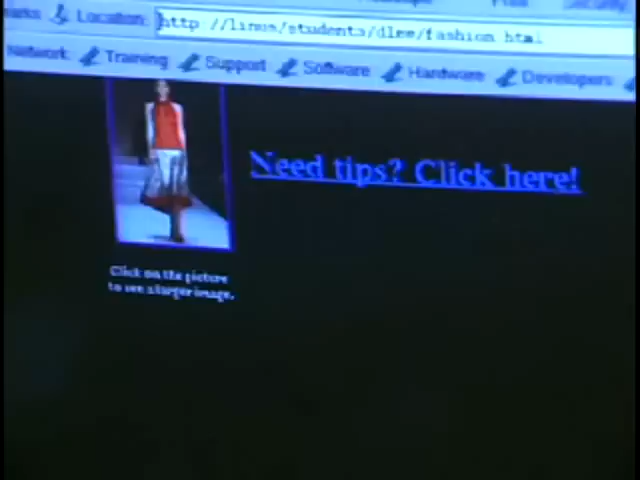 Location: http://linus/students/dlee/fashion.html
Network Training Support Software Hardware Developers
Need tips? Click here!
Click on the picture
to see a larger image.